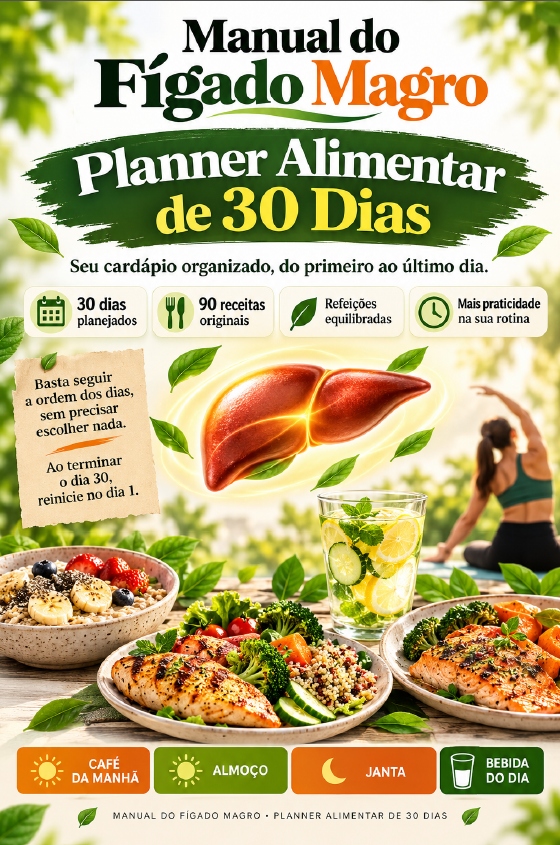 Manual do
Fígado Magro
Planner Alimentar
de 30 Dias
Seu cardápio organizado, do primeiro ao último dia.
30 dias
planejados
90 receitas
originais
Refeições
equilibradas
Mais praticidade
na sua rotina
Basta seguir
a ordem dos dias,
sem precisar
escolher nada.
Ao terminar
o dia 30,
reinicie no dia 1.
CAFÉ
DA MANHÃ
ALMOÇO
JANTA
BEBIDA
DO DIA
MANUAL DO FÍGADO MAGRO • PLANNER ALIMENTAR DE 30 DIAS